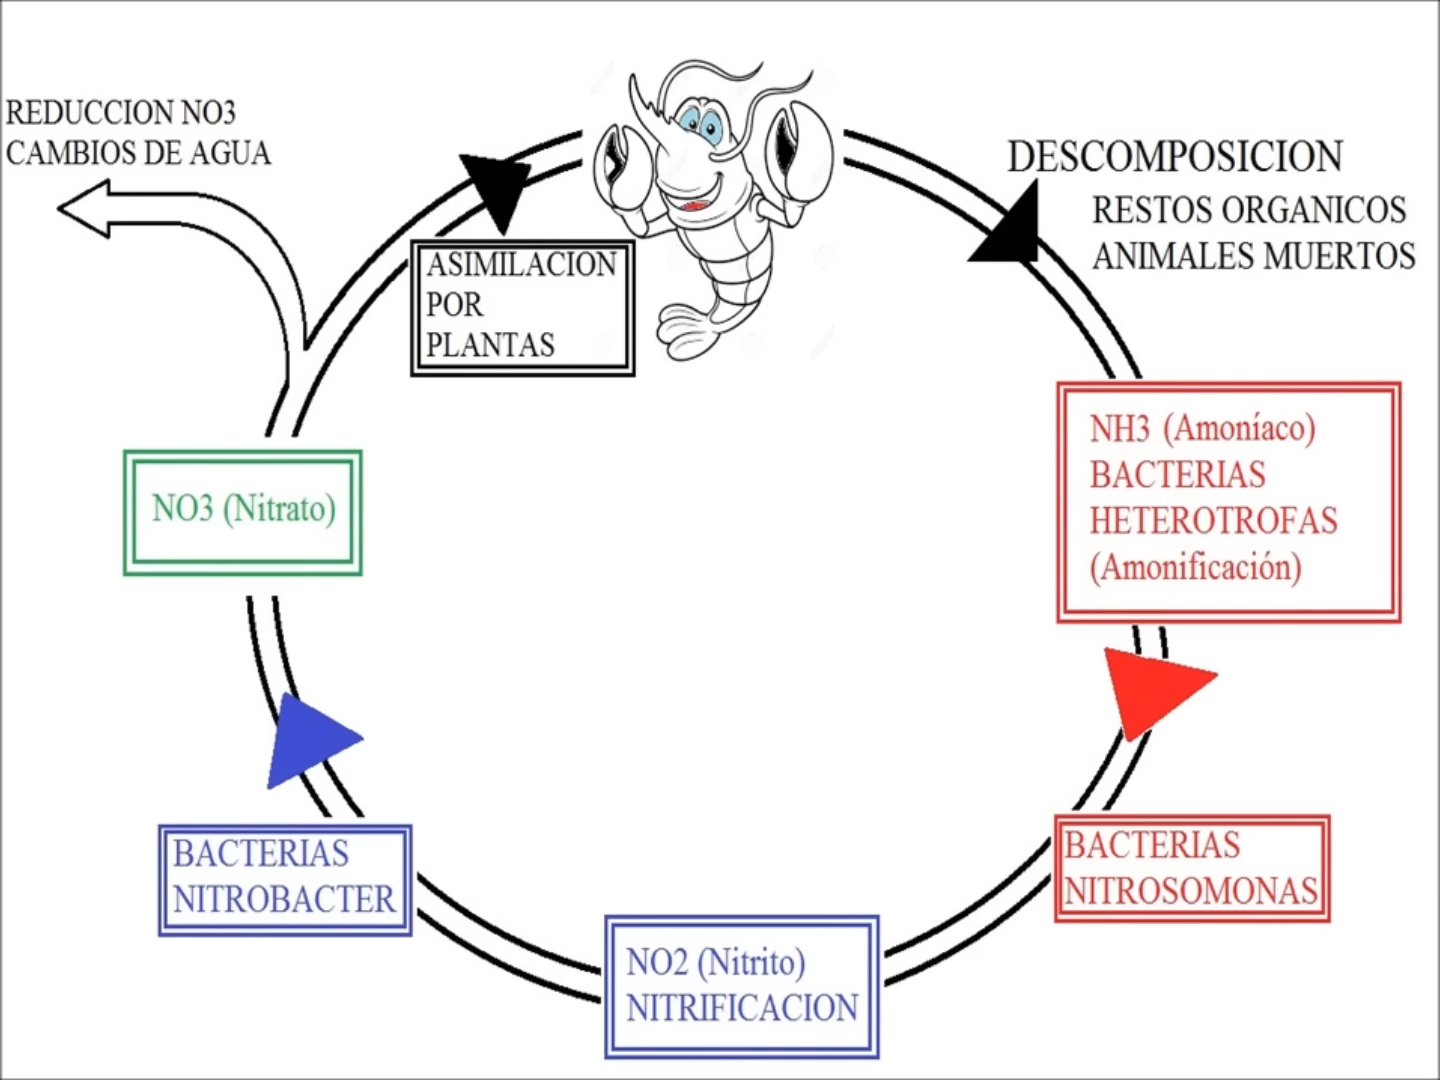 REDUCCION NO3
CAMBIOS DE AGUA
DESCOMPOSICION
RESTOS ORGANICOS
ANIMALES MUERTOS
ASIMILACION
POR
PLANTAS
NH3 (Amoníaco)
BACTERIAS
HETEROTROFAS
(Amonificación)
NO3 (Nitrato)
BACTERIAS
NITROSOMONAS
BACTERIAS
NITROBACTER
NO2 (Nitrito)
NITRIFICACION